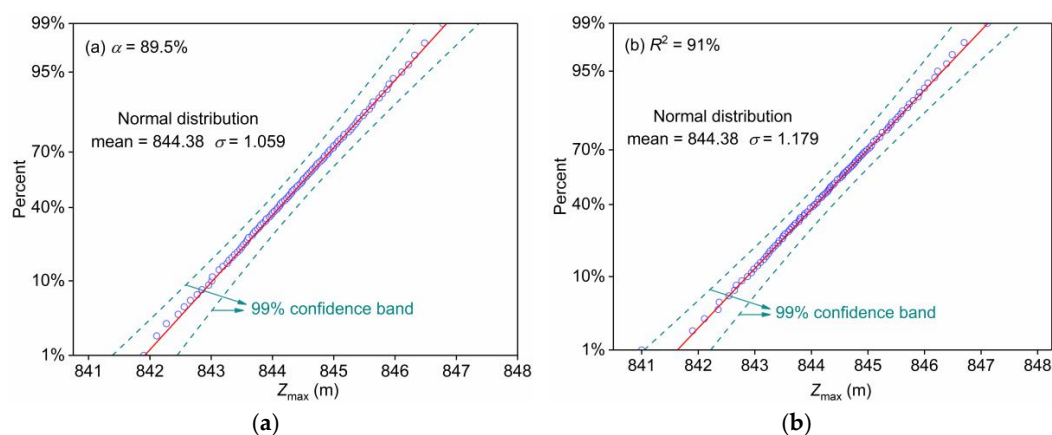 99%
95%
70%
40%
10%
1%
Percent
(a) α = 89.5%
Normal distribution
mean = 844.38 σ = 1.059
99% confidence band
841 842 843 844 845 846 847 848
Zmax (m)
(a)
99%
95%
70%
40%
10%
1%
Percent
(b) R² = 91%
Normal distribution
mean = 844.38 σ = 1.179
99% confidence band
841 842 843 844 845 846 847 848
Zmax (m)
(b)